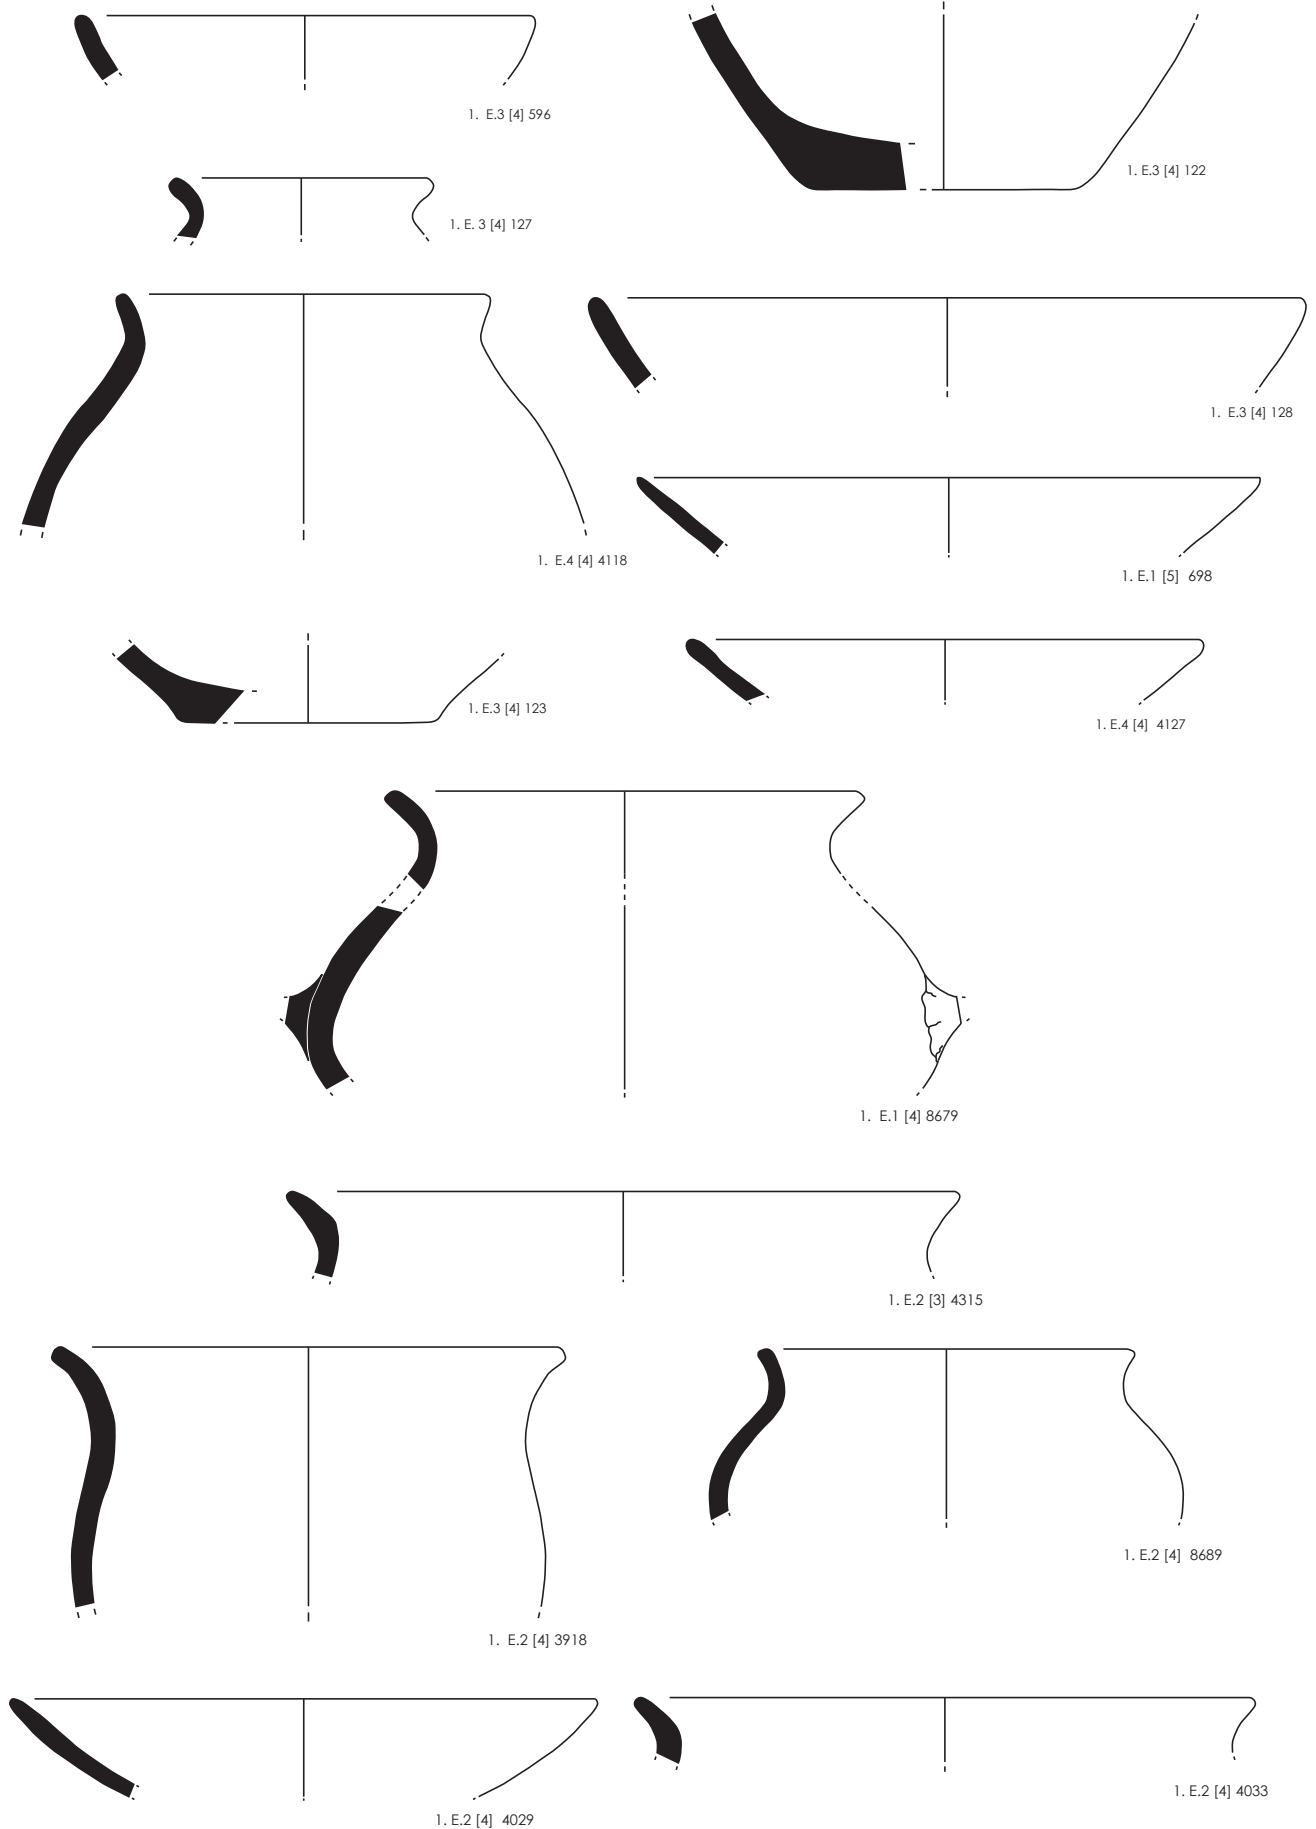 1. E.3 [4] 596
1. E.3 [4] 122
1. E. 3 [4] 127
1. E.3 [4] 128
1. E.4 [4] 4118
1. E.1 [5] 698
1. E.3 [4] 123
1. E.4 [4] 4127
1. E.1 [4] 8679
1. E.2 [3] 4315
1. E.2 [4] 8689
1. E.2 [4] 3918
1. E.2 [4] 4033
1. E.2 [4] 4029